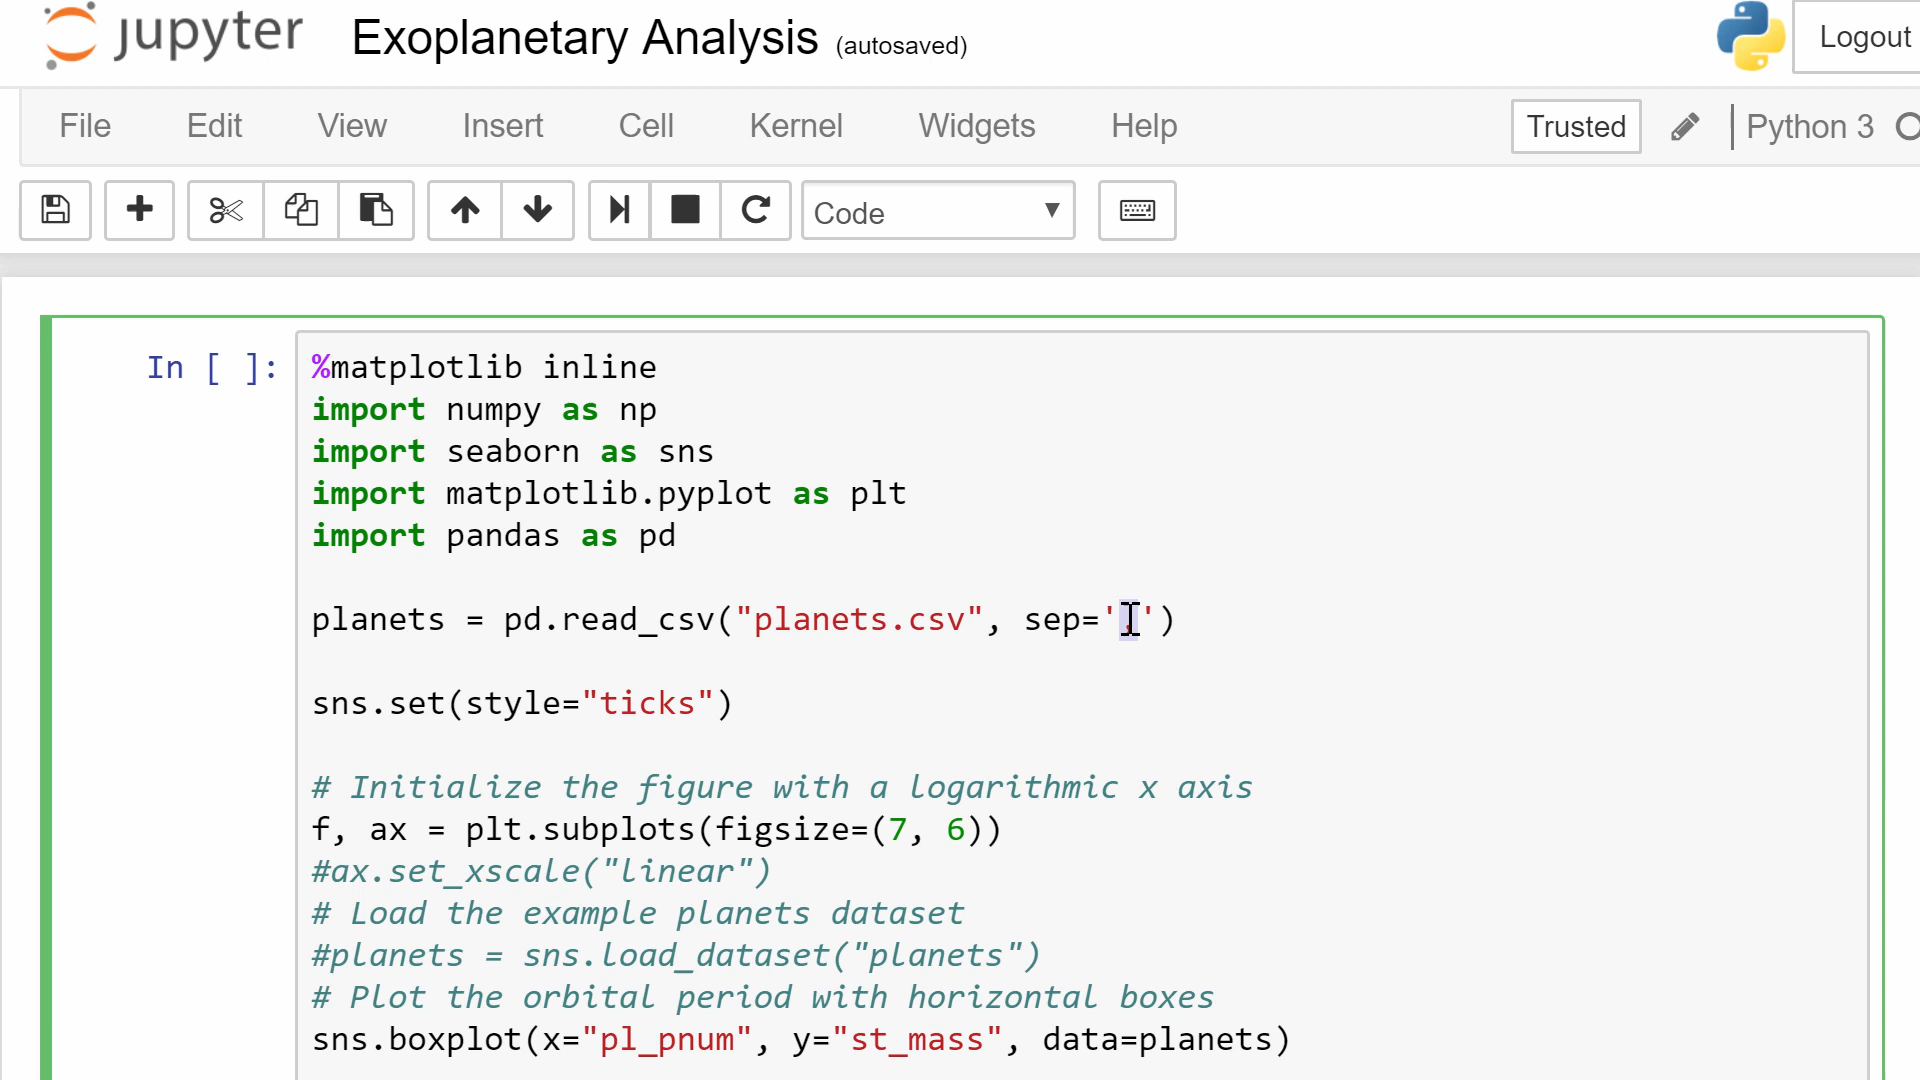 jupyter Exoplanetary Analysis (autosaved) Logout
File Edit View Insert Cell Kernel Widgets Help Trusted Python 3
Code
In [ ]:
%matplotlib inline
import numpy as np
import seaborn as sns
import matplotlib.pyplot as plt
import pandas as pd
planets = pd.read_csv("planets.csv", sep=',')
sns.set(style="ticks")
# Initialize the figure with a logarithmic x axis
f, ax = plt.subplots(figsize=(7, 6))
#ax.set_xscale("linear")
# Load the example planets dataset
#planets = sns.load_dataset("planets")
# Plot the orbital period with horizontal boxes
sns.boxplot(x="pl_pnum", y="st_mass", data=planets)